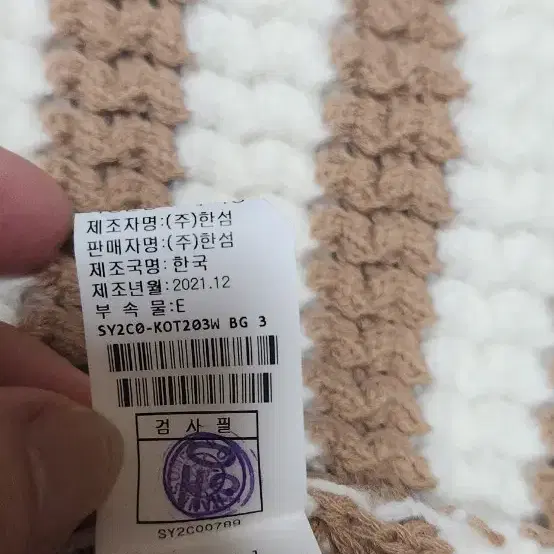 제조자명:(주)한섬
판매자명:(주)한섬
제조국명:한국
제조년월:2021.12
부 속 물:E
SY2C0-KOT203W BG 3
검 사 필